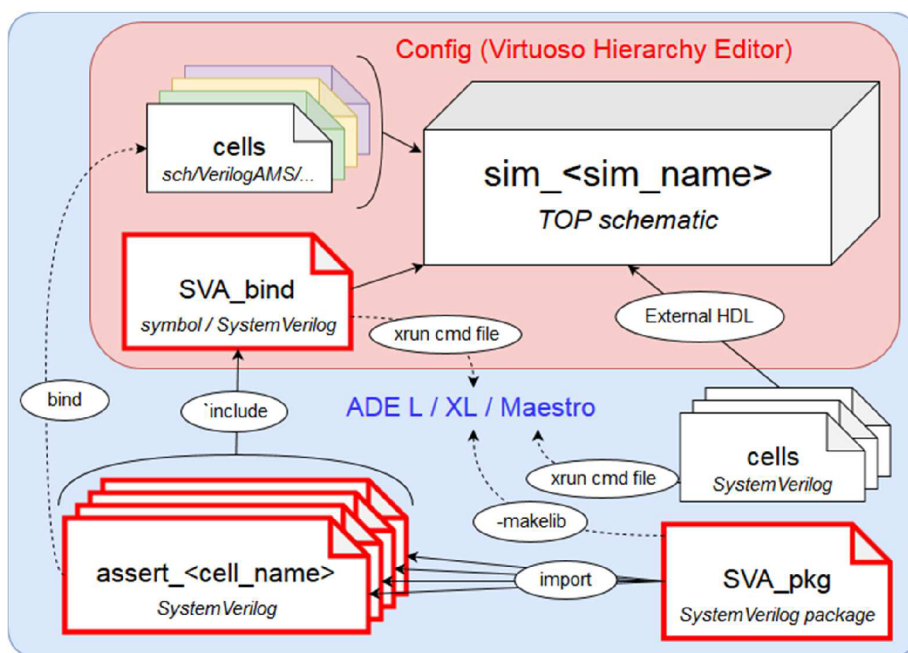 Config (Virtuoso Hierarchy Editor)
cells
sch/VerilogAMS/...
sim_<sim_name>
TOP schematic
SVA_bind
symbol / SystemVerilog
External HDL
xrun cmd file
bind
`include
ADE L / XL / Maestro
cells
SystemVerilog
xrun cmd file
-makelib
assert_<cell_name>
SystemVerilog
import
SVA_pkg
SystemVerilog package